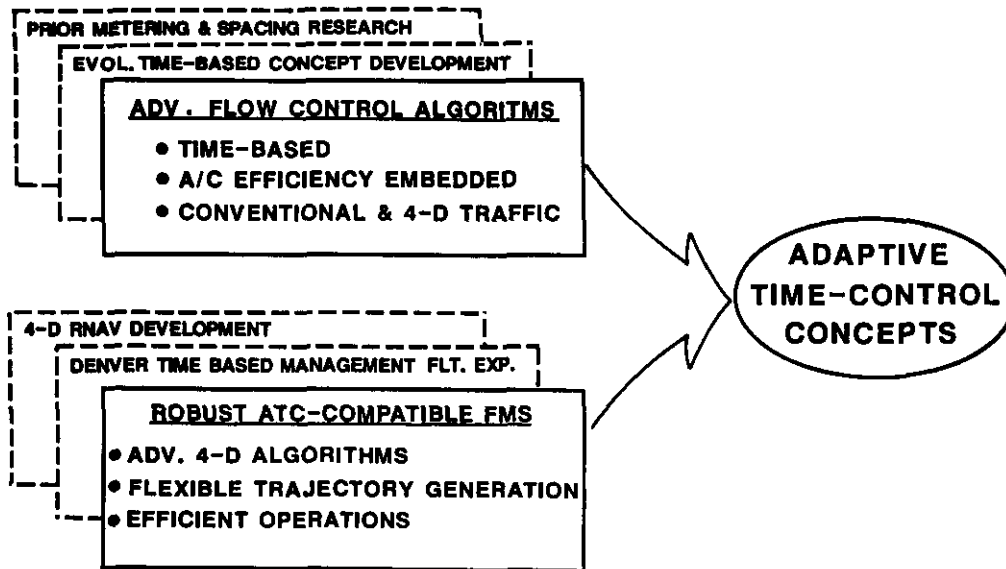 PRIOR METERING & SPACING RESEARCH
EVOL. TIME-BASED CONCEPT DEVELOPMENT
ADV. FLOW CONTROL ALGORITMS
• TIME-BASED
• A/C EFFICIENCY EMBEDDED
• CONVENTIONAL & 4-D TRAFFIC
4-D RNAV DEVELOPMENT
DENVER TIME BASED MANAGEMENT FLT. EXP.
ROBUST ATC-COMPATIBLE FMS
• ADV. 4-D ALGORITHMS
• FLEXIBLE TRAJECTORY GENERATION
• EFFICIENT OPERATIONS
ADAPTIVE
TIME-CONTROL
CONCEPTS